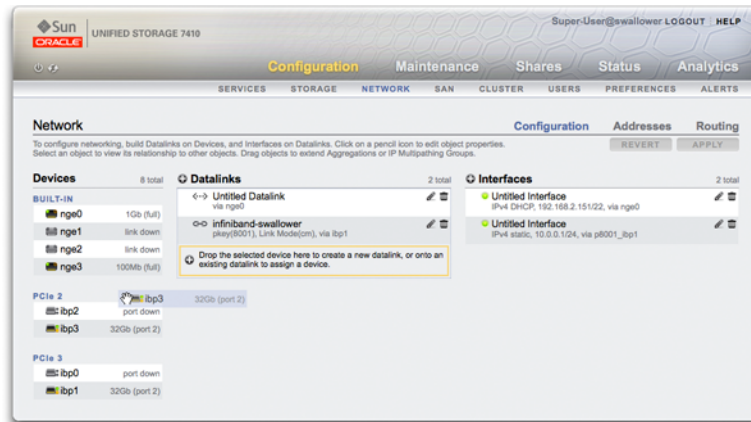 Sun
ORACLE
UNIFIED STORAGE 7410
Super-User@swallower LOGOUT HELP
Configuration Maintenance Shares Status Analytics
SERVICES STORAGE NETWORK SAN CLUSTER USERS PREFERENCES ALERTS
Network
Configuration Addresses Routing
To configure networking, build Datalinks on Devices, and Interfaces on Datalinks. Click on a pencil icon to edit object properties.
Select an object to view its relationship to other objects. Drag objects to extend Aggregations or IP Multipathing Groups.
REVERT APPLY
Devices 8 total
Datalinks 2 total
Interfaces 2 total
BUILT-IN
nge0 1Gb (full)
nge1 link down
nge2 link down
nge3 100Mb (full)
PCIe 2
ibp2 port down
ibp3 32Gb (port 2)
PCIe 3
ibp0 port down
ibp1 32Gb (port 2)
Untitled Datalink
via nge0
infiniband-swallower
pkey(8001), Link Mode(cm), via ibp1
Drop the selected device here to create a new datalink, or onto an
existing datalink to assign a device.
ibp3 32Gb (port 2)
Untitled Interface
IPv4 DHCP, 192.168.2.151/22, via nge0
Untitled Interface
IPv4 static, 10.0.0.1/24, via p8001_ibp1